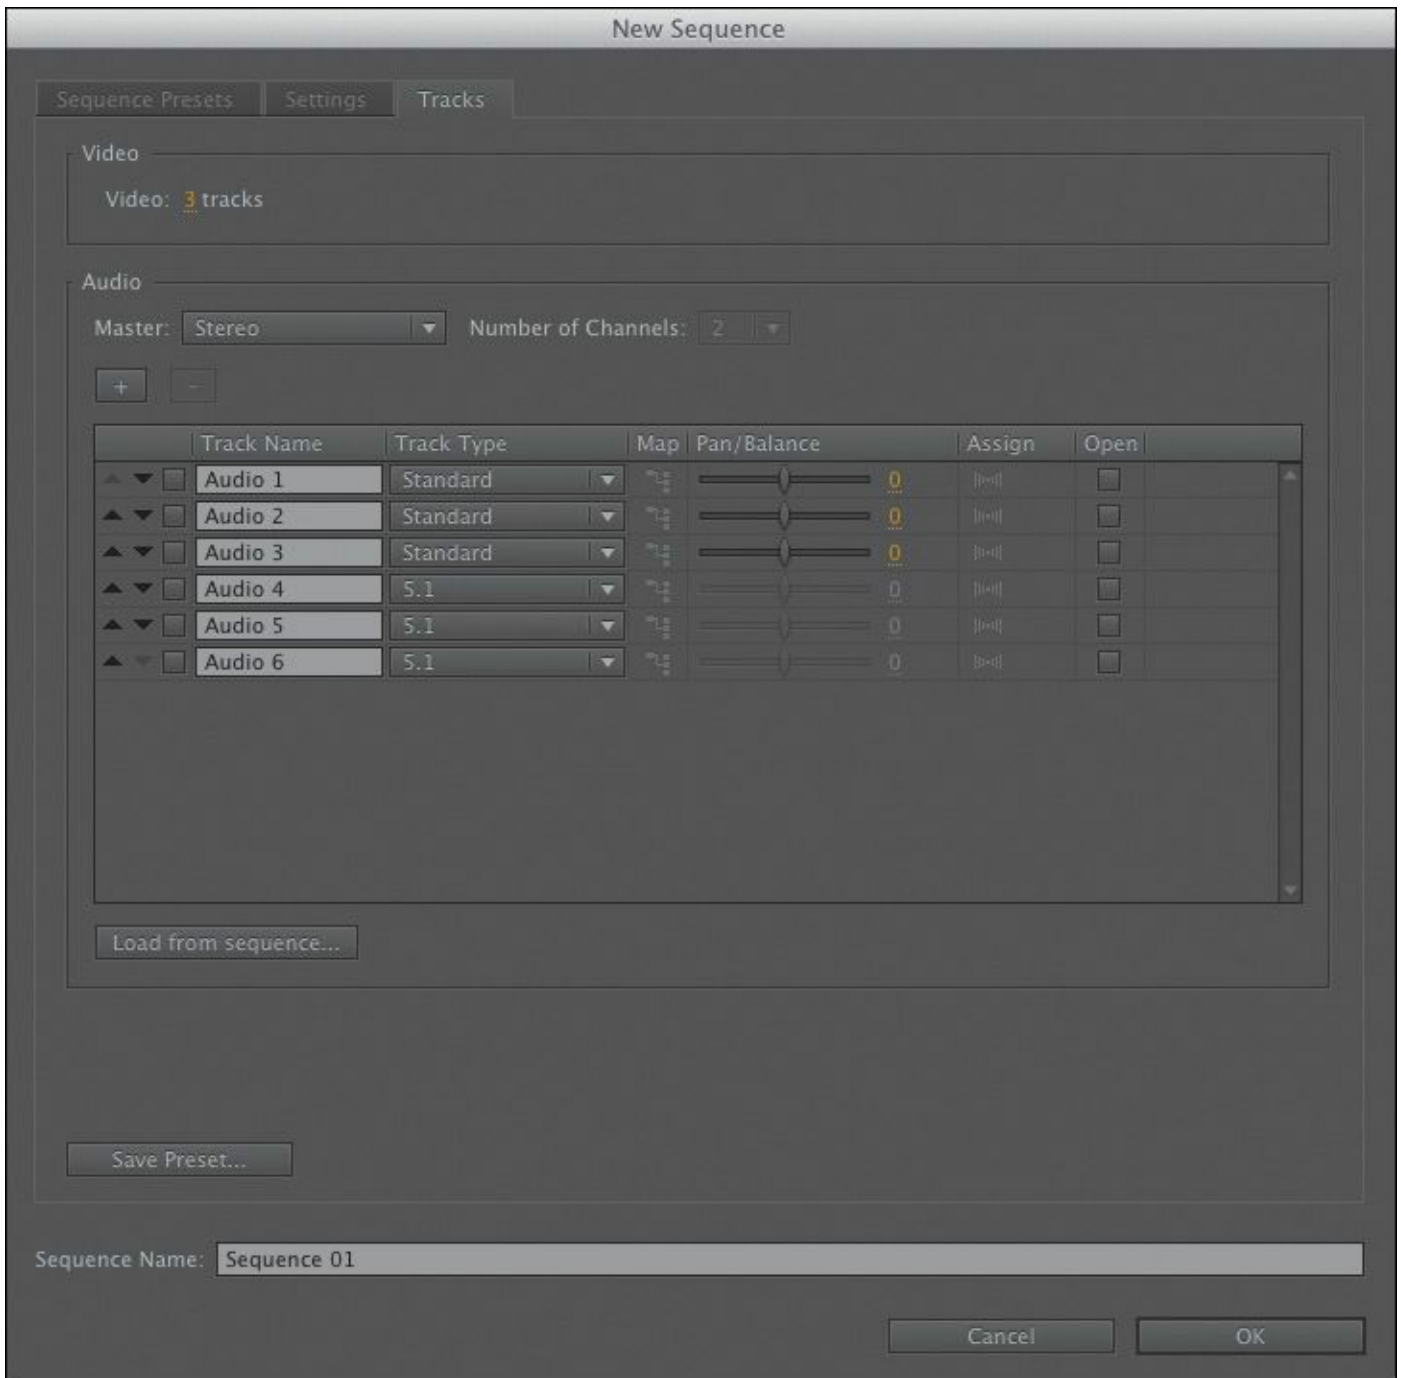 New Sequence
Sequence Presets Settings Tracks
Video
Video: 3 tracks
Audio
Master: Stereo Number of Channels: 2
+ -
Track Name Track Type Map Pan/Balance Assign Open
Audio 1 Standard 0
Audio 2 Standard 0
Audio 3 Standard 0
Audio 4 5.1 0
Audio 5 5.1 0
Audio 6 5.1 0
Load from sequence...
Save Preset...
Sequence Name: Sequence 01
Cancel OK